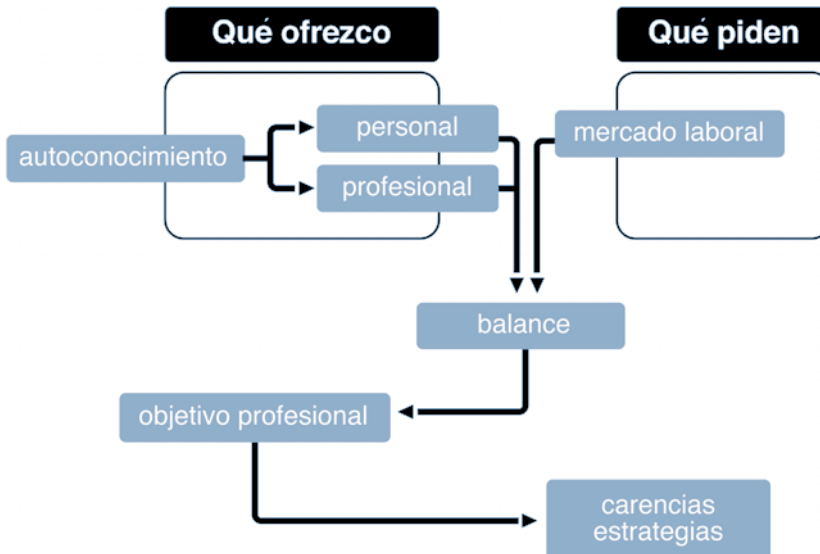 Qué ofrezco
Qué piden
personal
mercado laboral
autoconocimiento
profesional
balance
objetivo profesional
carencias
estrategias